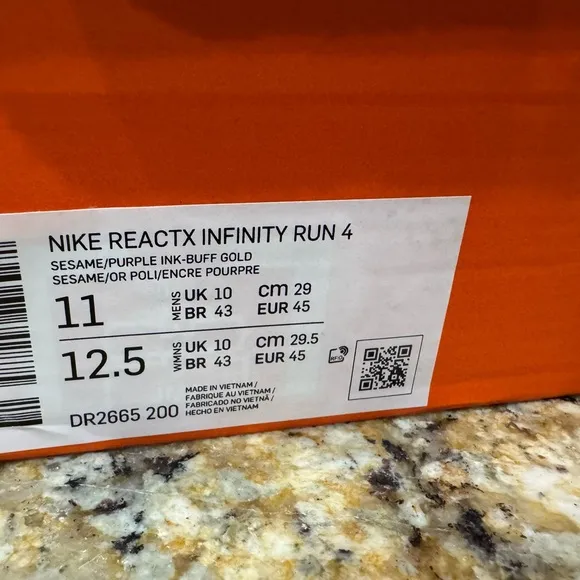 NIKE REACTX INFINITY RUN 4
SESAME/PURPLE INK-BUFF GOLD
SESAME/OR POLI/ENCRE POURPRE
11 MENS UK 10 CM 29
BR 43 EUR 45
12.5 WMNS UK 10 CM 29.5
BR 43 EUR 45
RFID
MADE IN VIETNAM /
FABRIQUE AU VIETNAM /
FABRICADO NO VIETNÃ /
DR2665 200 HECHO EN VIETNAM